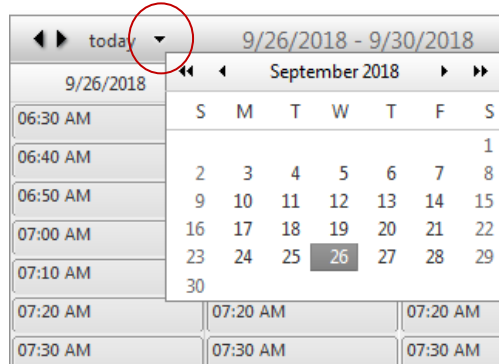 today 9/26/2018 - 9/30/2018
9/26/2018 September 2018
06:30 AM
S M T W T F S
1
06:40 AM
2 3 4 5 6 7 8
06:50 AM
9 10 11 12 13 14 15
07:00 AM
16 17 18 19 20 21 22
23 24 25 26 27 28 29
07:10 AM
30
07:20 AM 07:20 AM 07:20 AM
07:30 AM 07:30 AM 07:30 AM